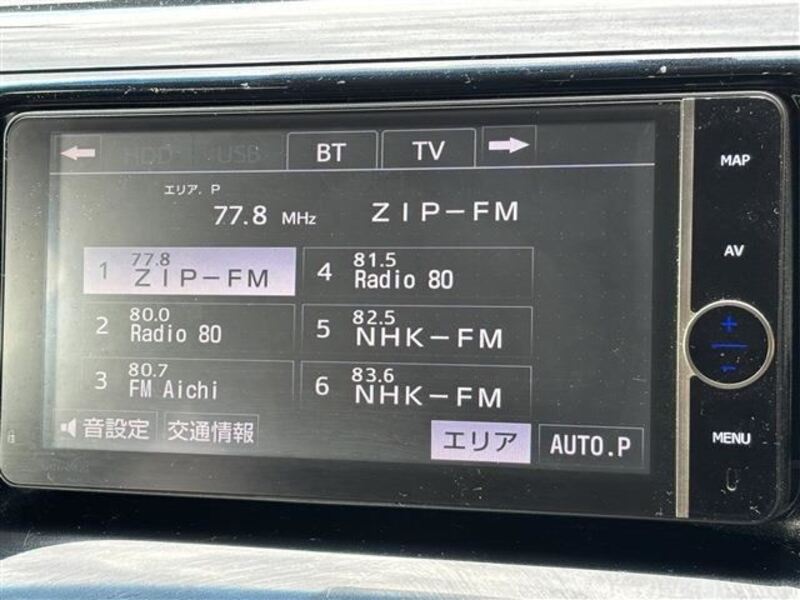 HDD USB BT TV
エリア. P
77.8 MHz ZIP-FM
1 77.8 ZIP-FM
2 80.0 Radio 80
3 80.7 FM Aichi
4 81.5 Radio 80
5 82.5 NHK-FM
6 83.6 NHK-FM
音設定 交通情報 エリア AUTO.P
MAP
AV
+
-
MENU